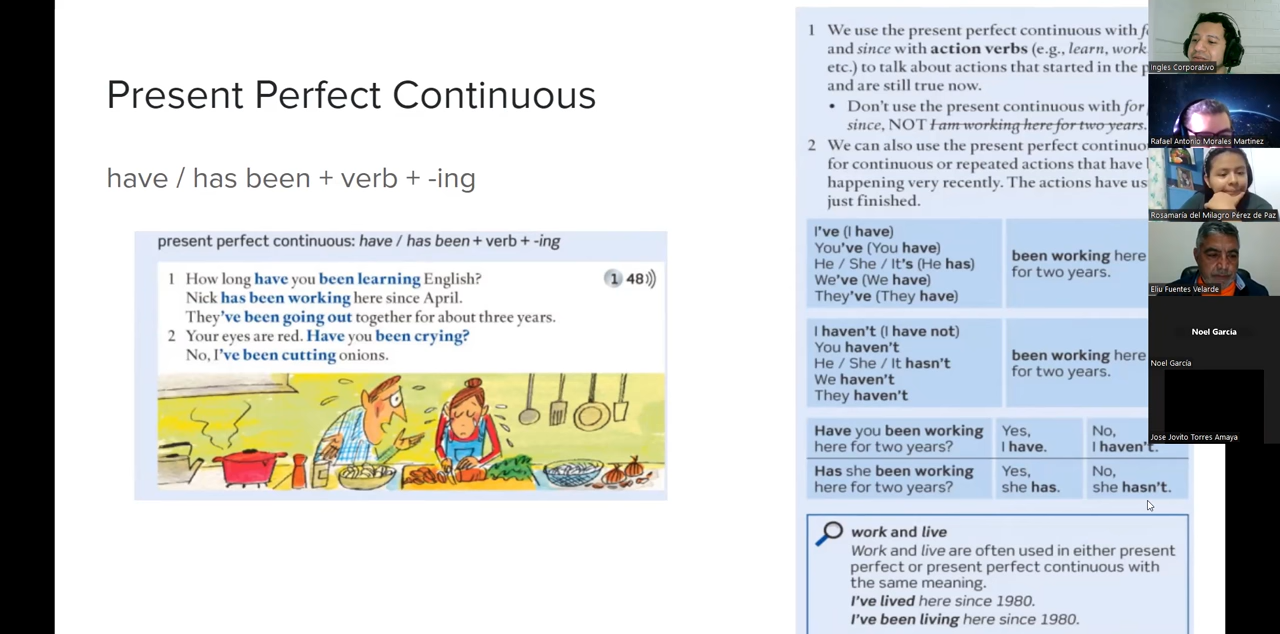 Present Perfect Continuous
have / has been + verb + -ing
present perfect continuous: have / has been + verb + -ing
1 How long have you been learning English?
1 48
Nick has been working here since April.
They've been going out together for about three years.
2 Your eyes are red. Have you been crying?
No, I've been cutting onions.
1 We use the present perfect continuous with
and since with action verbs (e.g., learn, work
etc.) to talk about actions that started in the
and are still true now.
• Don't use the present continuous with for
since, NOT I am working here for two years.
2 We can also use the present perfect
for continuous or repeated actions that have
happening very recently. The actions have
just finished.
I've (I have)
You've (You have)
He / She / It's (He has)
We've (We have)
They've (They have)
been working here
for two years.
I haven't (I have not)
You haven't
He / She / It hasn't
We haven't
They haven't
been working here
for two years.
Have you been working
here for two years?
Yes,
I have.
No,
I haven't.
Has she been working
here for two years?
Yes,
she has.
No,
she hasn't.
work and live
Work and live are often used in either present
perfect or present perfect continuous with
the same meaning.
I've lived here since 1980.
I've been living here since 1980.
Ingles Corporativo
Rafael Antonio Morales Martinez
Rosamaría del Milagro Pérez de Paz
Eliu Fuentes Velarde
Noel García
Noel García
Jose Jovito Torres Amaya